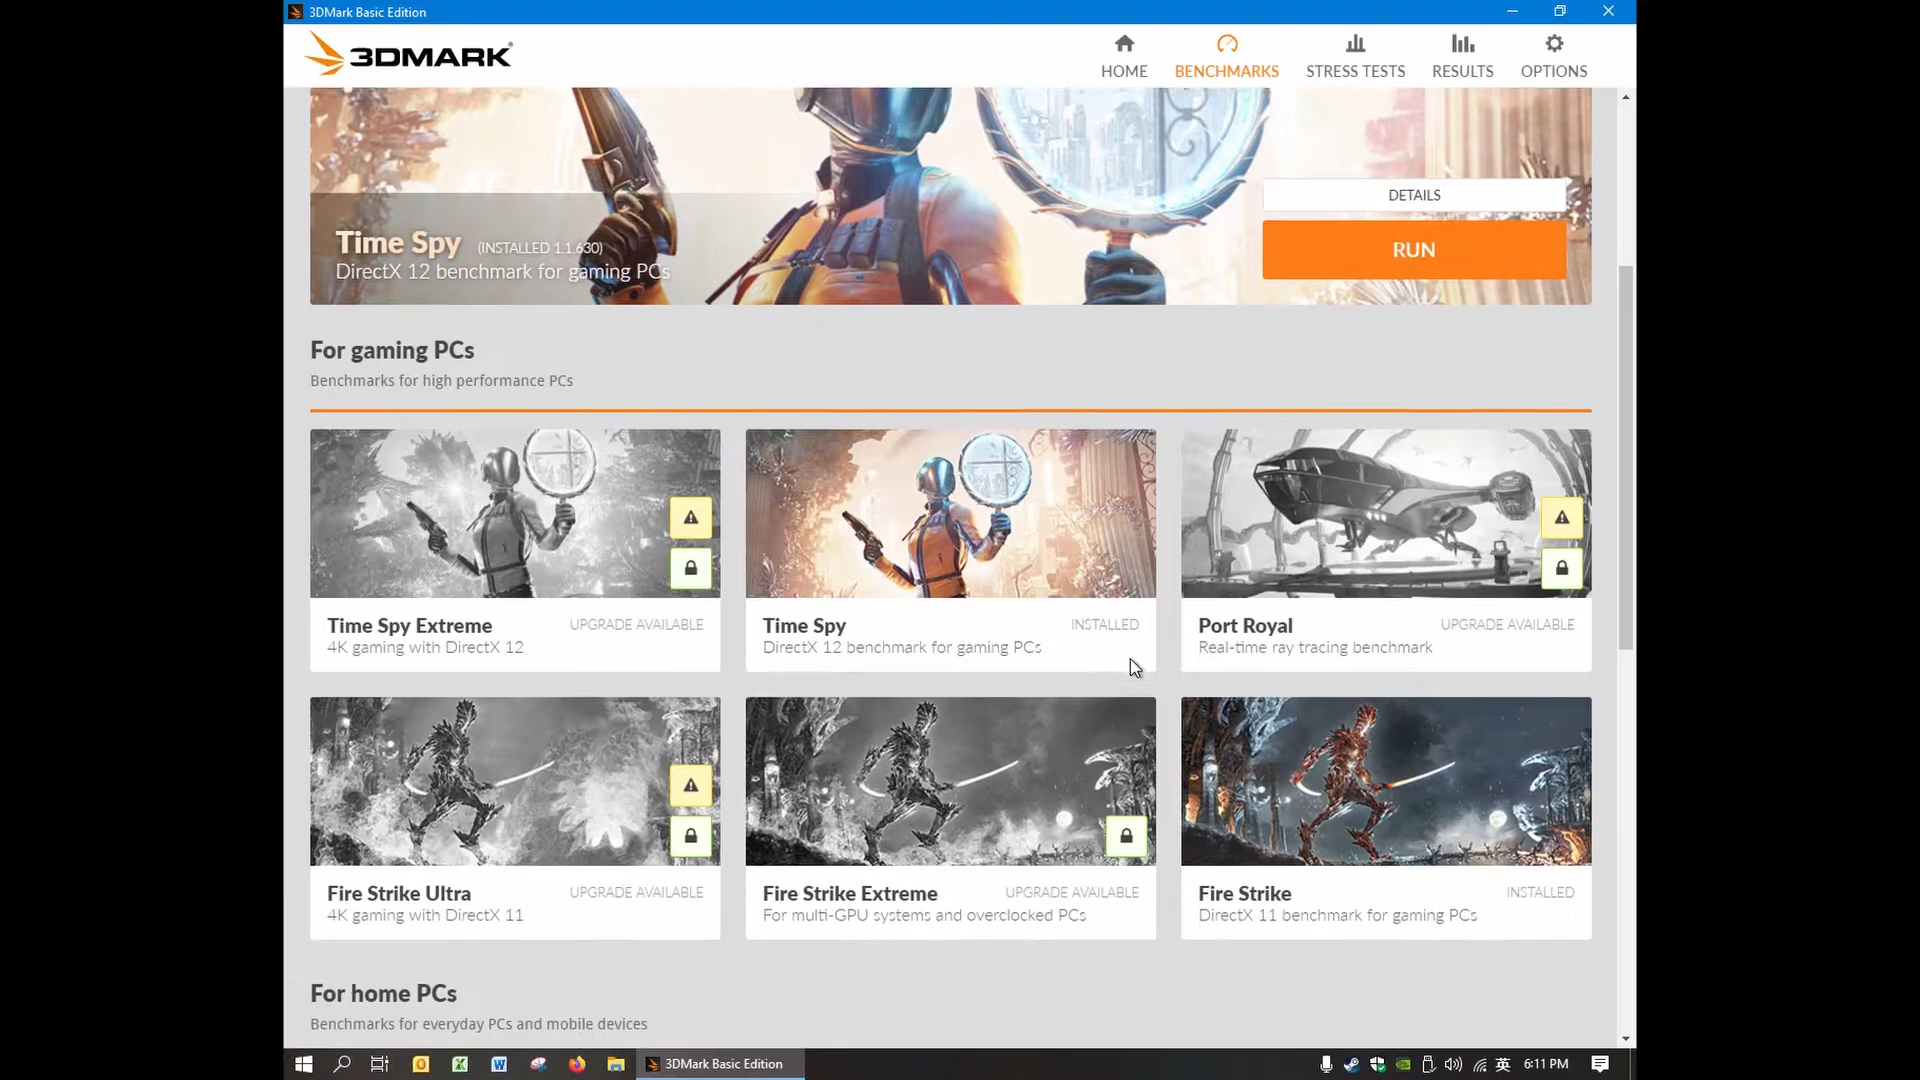 3DMark Basic Edition
3DMARK
HOME
BENCHMARKS
STRESS TESTS
RESULTS
OPTIONS
DETAILS
RUN
Time Spy (INSTALLED 1.1.630)
DirectX 12 benchmark for gaming PCs
For gaming PCs
Benchmarks for high performance PCs
Time Spy Extreme UPGRADE AVAILABLE
4K gaming with DirectX 12
Time Spy INSTALLED
DirectX 12 benchmark for gaming PCs
Port Royal UPGRADE AVAILABLE
Real-time ray tracing benchmark
Fire Strike Ultra UPGRADE AVAILABLE
4K gaming with DirectX 11
Fire Strike Extreme UPGRADE AVAILABLE
For multi-GPU systems and overclocked PCs
Fire Strike INSTALLED
DirectX 11 benchmark for gaming PCs
For home PCs
Benchmarks for everyday PCs and mobile devices
3DMark Basic Edition
英 6:11 PM